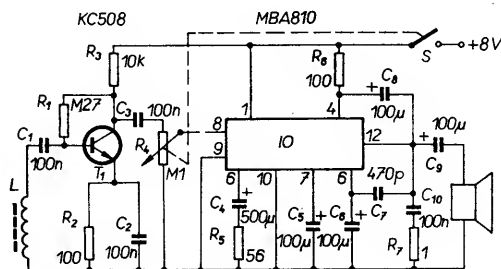 KC508
MBA810
S
+8V
R3
10k
R6
100
C8
100µ
R1
M27
C3
100n
1
4
C1
100n
T1
R4
M1
8
9
IO
12
100µ
C9
L
6
10
7
6
470p
C7
C10
100n
R2
100
C2
100n
C4
500µ
R5
56
C5
100µ
C6
100µ
R7
1